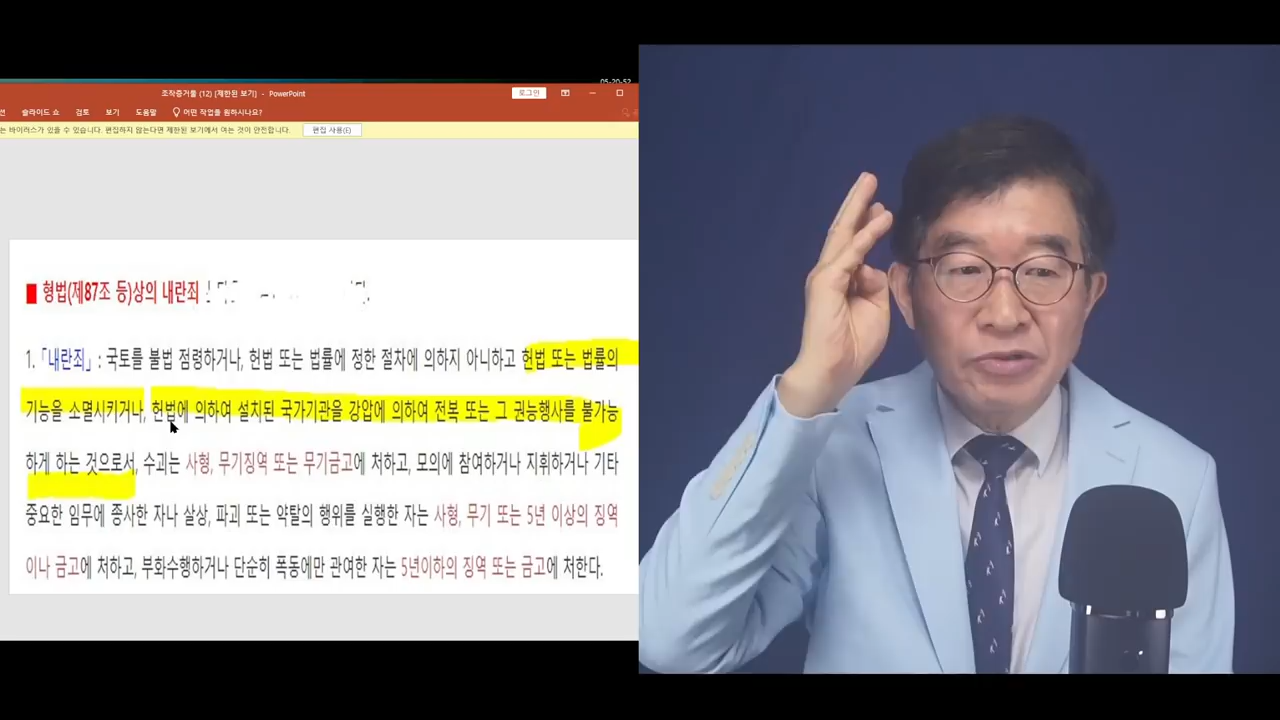 05-20-52
조작증거물 (12) [제한된 보기] - PowerPoint
로그인
션 슬라이드 쇼 검토 보기 도움말 어떤 작업을 원하시나요?
는 바이러스가 있을 수 있습니다. 편집하지 않는다면 제한된 보기에서 여는 것이 안전합니다. 편집 사용(E)
■ 형법(제87조 등)상의 내란죄
1. 「내란죄」 : 국토를 불법 점령하거나, 헌법 또는 법률에 정한 절차에 의하지 아니하고 헌법 또는 법률의
기능을 소멸시키거나, 헌법에 의하여 설치된 국가기관을 강압에 의하여 전복 또는 그 권능행사를 불가능
하게 하는 것으로서, 수괴는 사형, 무기징역 또는 무기금고에 처하고, 모의에 참여하거나 지휘하거나 기타
중요한 임무에 종사한 자나 살상, 파괴 또는 약탈의 행위를 실행한 자는 사형, 무기 또는 5년 이상의 징역
이나 금고에 처하고, 부화수행하거나 단순히 폭동에만 관여한 자는 5년이하의 징역 또는 금고에 처한다.